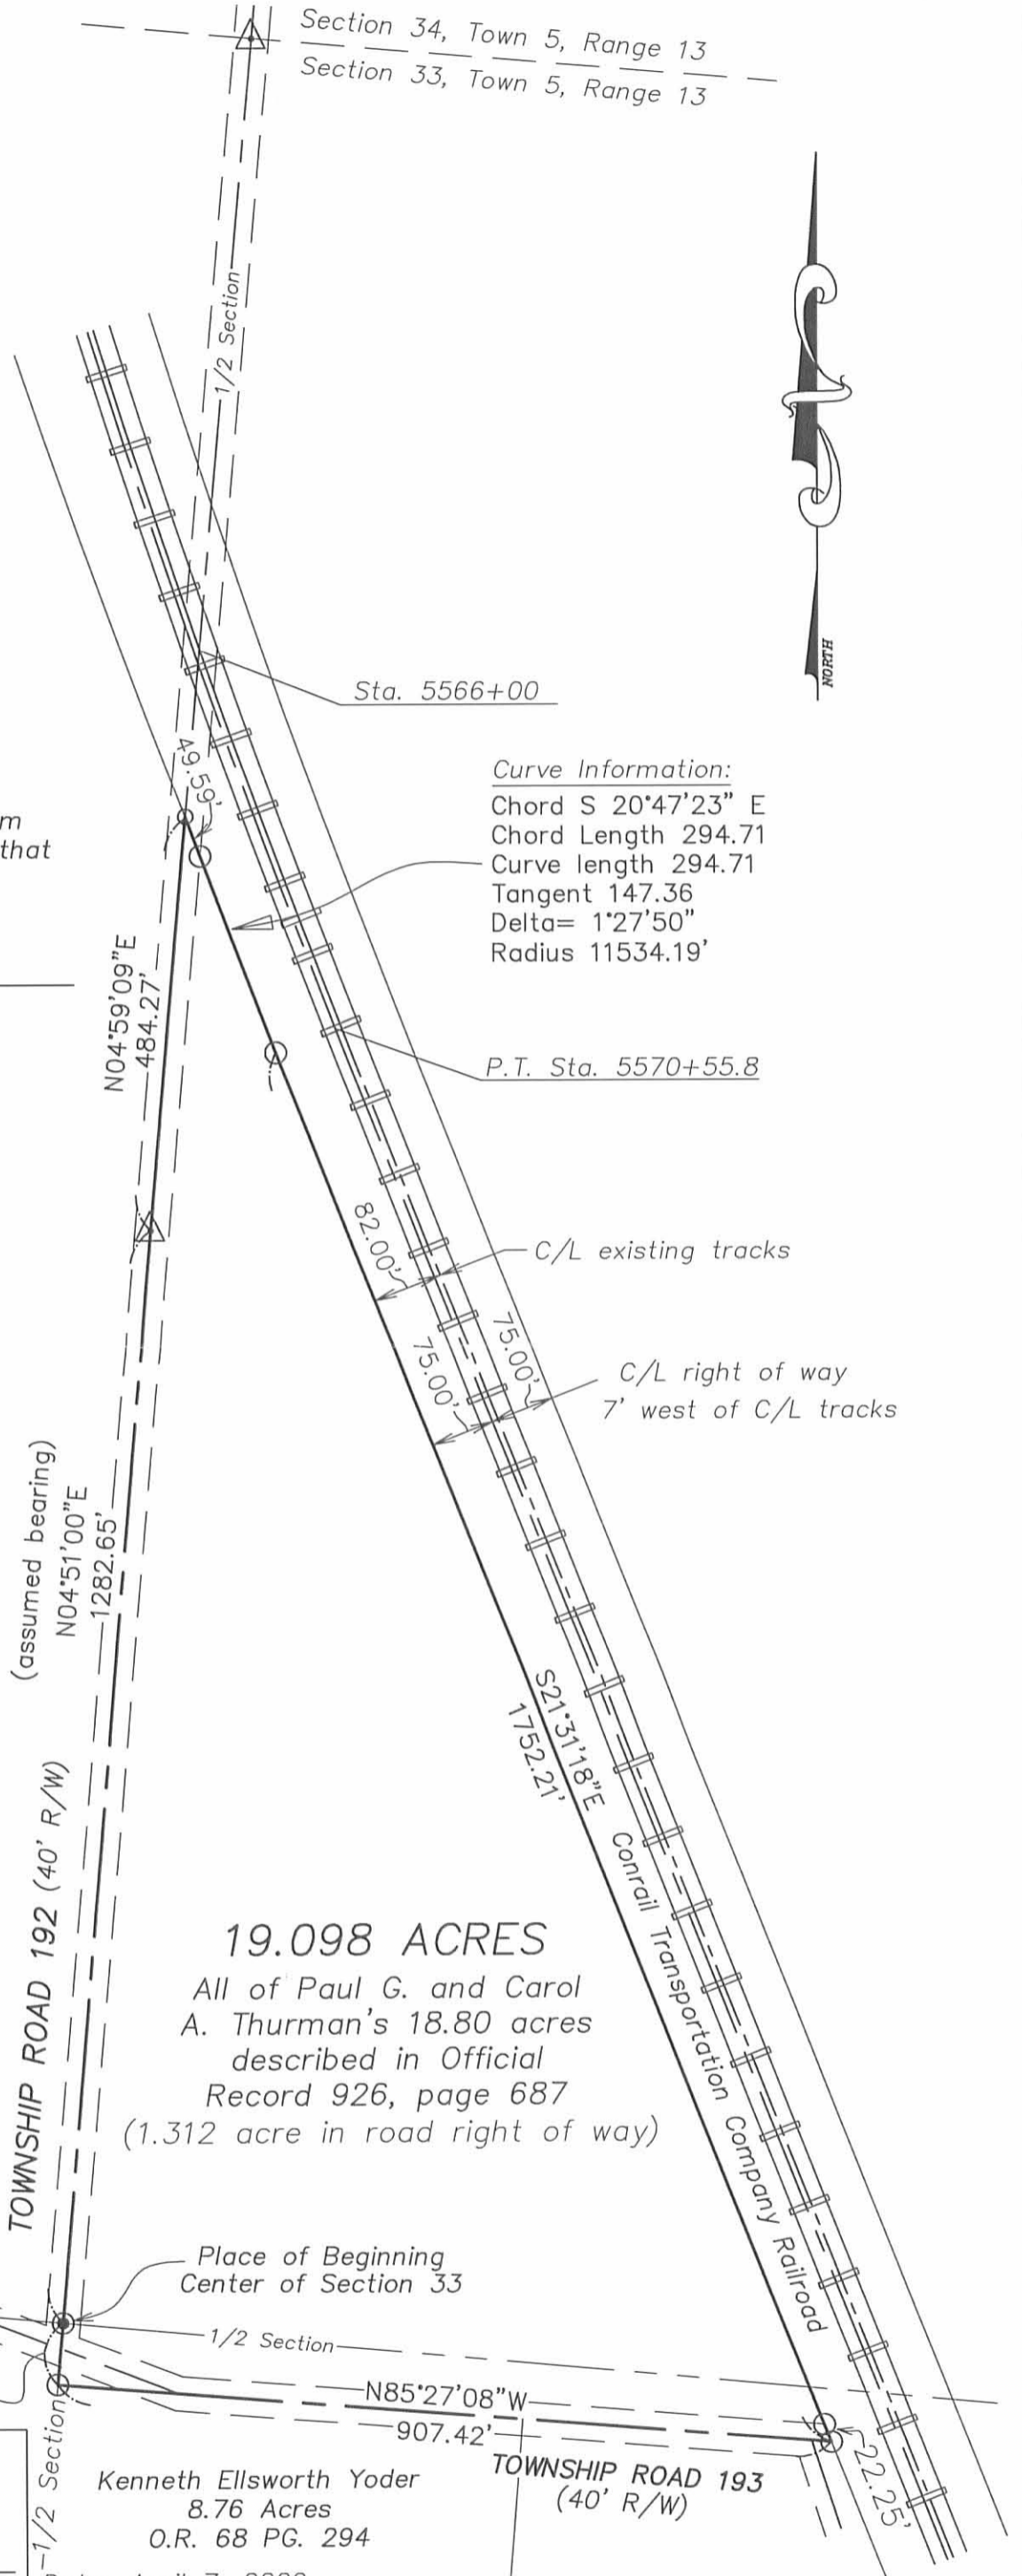 Section 34, Town 5, Range 13
Section 33, Town 5, Range 13
1/2 Section
NORTH
Sta. 5566+00
49.59'
Curve Information:
Chord S 20°47'23" E
Chord Length 294.71
Curve length 294.71
Tangent 147.36
Delta= 1°27'50"
Radius 11534.19'
m
that
N04°59'09"E
484.27'
P.T. Sta. 5570+55.8
82.00'
C/L existing tracks
75.00'
75.00'
C/L right of way
7' west of C/L tracks
(assumed bearing)
N04°51'00"E
1282.65'
S21°31'18"E
1752.21'
TOWNSHIP ROAD 192 (40' R/W)
Conrail Transportation Company Railroad
19.098 ACRES
All of Paul G. and Carol
A. Thurman's 18.80 acres
described in Official
Record 926, page 687
(1.312 acre in road right of way)
Place of Beginning
Center of Section 33
1/2 Section
N85°27'08"W
907.42'
TOWNSHIP ROAD 193
(40' R/W)
22.25'
1/2 Section
Kenneth Ellsworth Yoder
8.76 Acres
O.R. 68 PG. 294